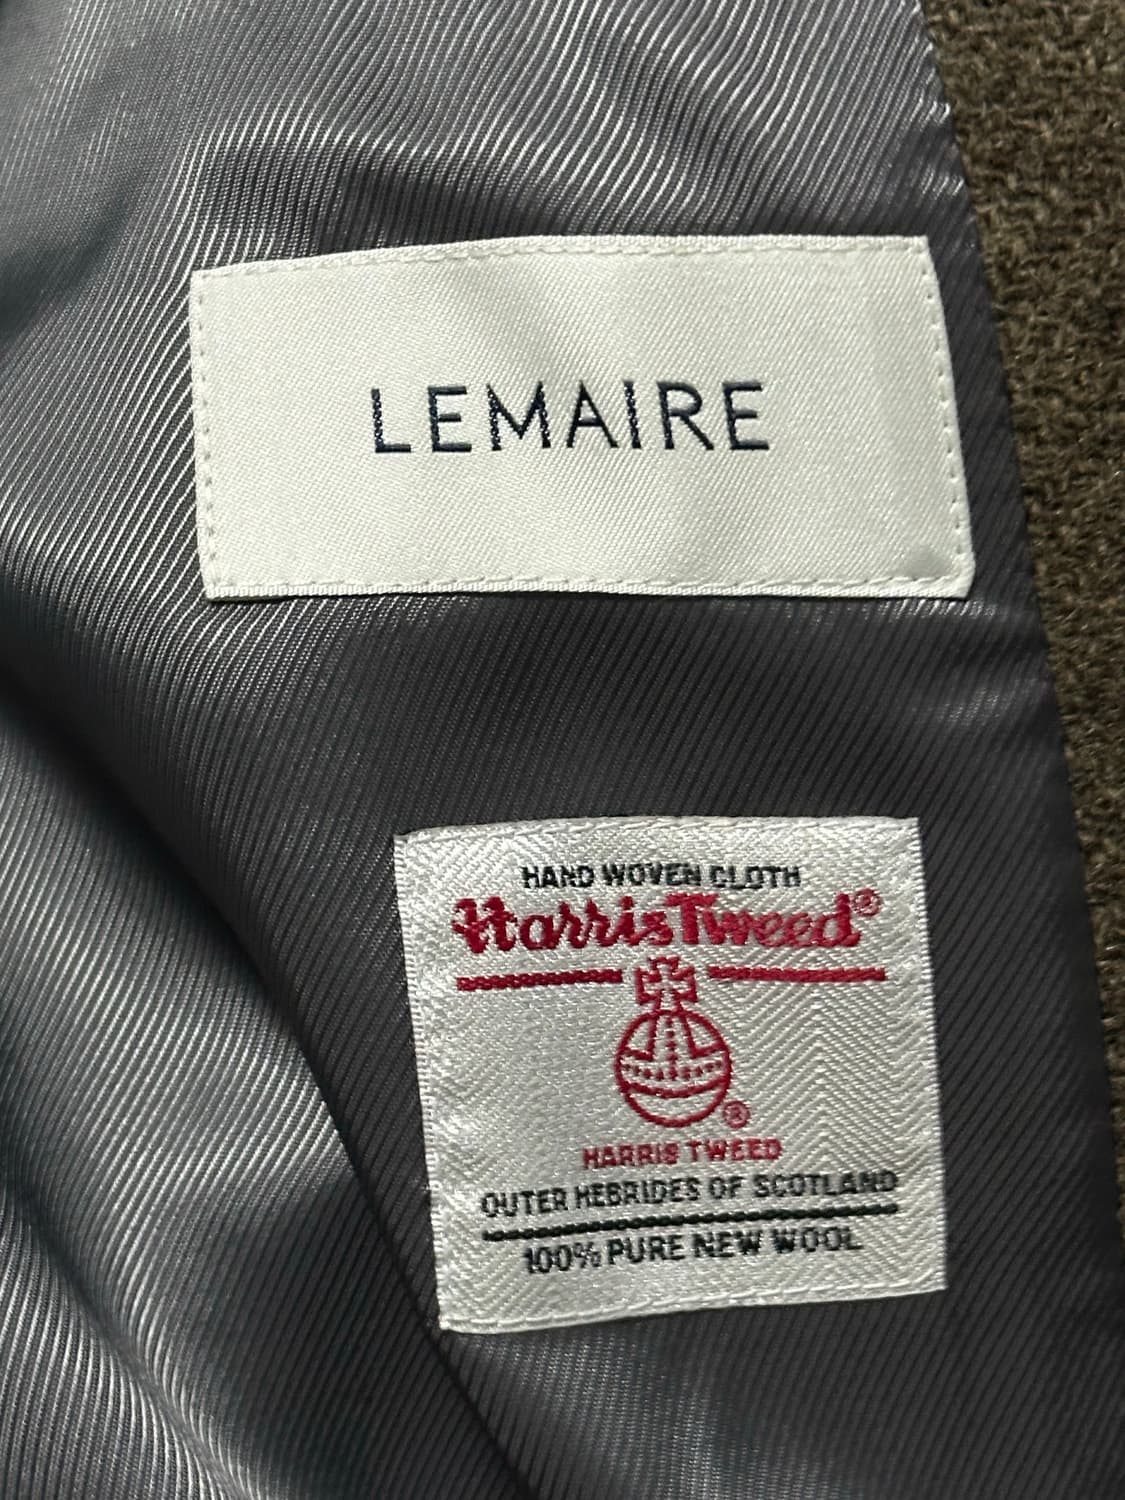 LEMAIRE
HAND WOVEN CLOTH
Harris Tweed®
®
HARRIS TWEED
OUTER HEBRIDES OF SCOTLAND
100% PURE NEW WOOL